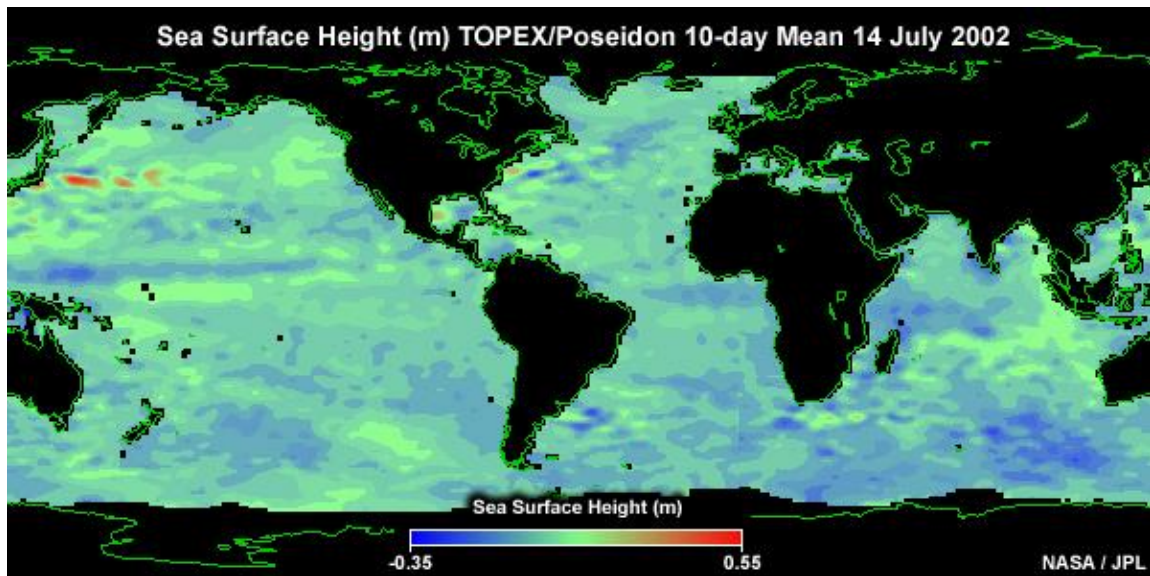 Sea Surface Height (m) TOPEX/Poseidon 10-day Mean 14 July 2002
Sea Surface Height (m)
-0.35 0.55
NASA / JPL